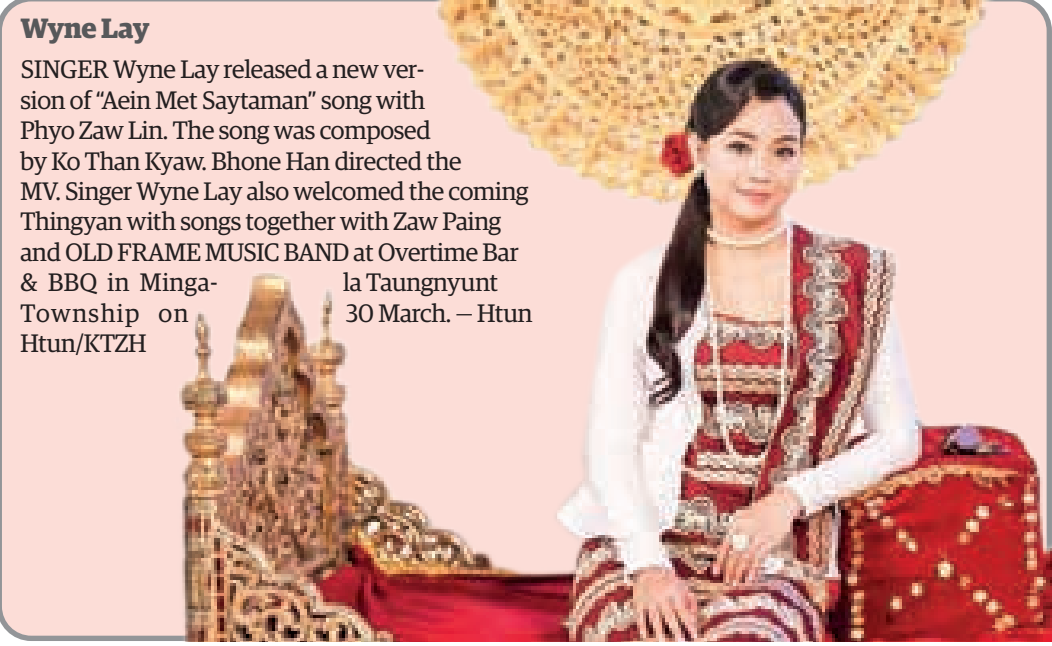 Wyne Lay
SINGER Wyne Lay released a new ver-
sion of “Aein Met Saytaman” song with
Phyo Zaw Lin. The song was composed
by Ko Than Kyaw. Bhone Han directed the
MV. Singer Wyne Lay also welcomed the coming
Thingyan with songs together with Zaw Paing
and OLD FRAME MUSIC BAND at Overtime Bar
& BBQ in Minga- la Taungnyunt
Township on 30 March. — Htun
Htun/KTZH